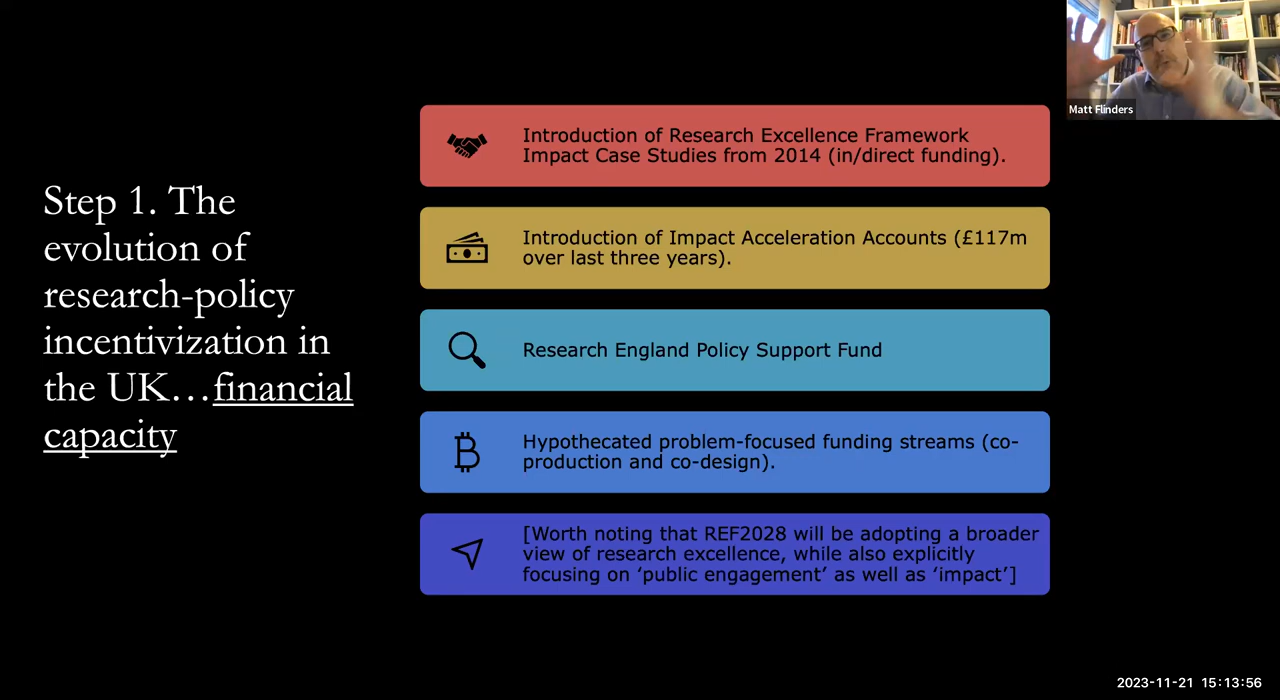 Step 1. The
evolution of
research-policy
incentivization in
the UK…financial
capacity
Introduction of Research Excellence Framework
Impact Case Studies from 2014 (in/direct funding).
Introduction of Impact Acceleration Accounts (£117m
over last three years).
Research England Policy Support Fund
Hypothecated problem-focused funding streams (co-
production and co-design).
[Worth noting that REF2028 will be adopting a broader
view of research excellence, while also explicitly
focusing on ‘public engagement’ as well as ‘impact’]
Matt Flinders
2023-11-21 15:13:56